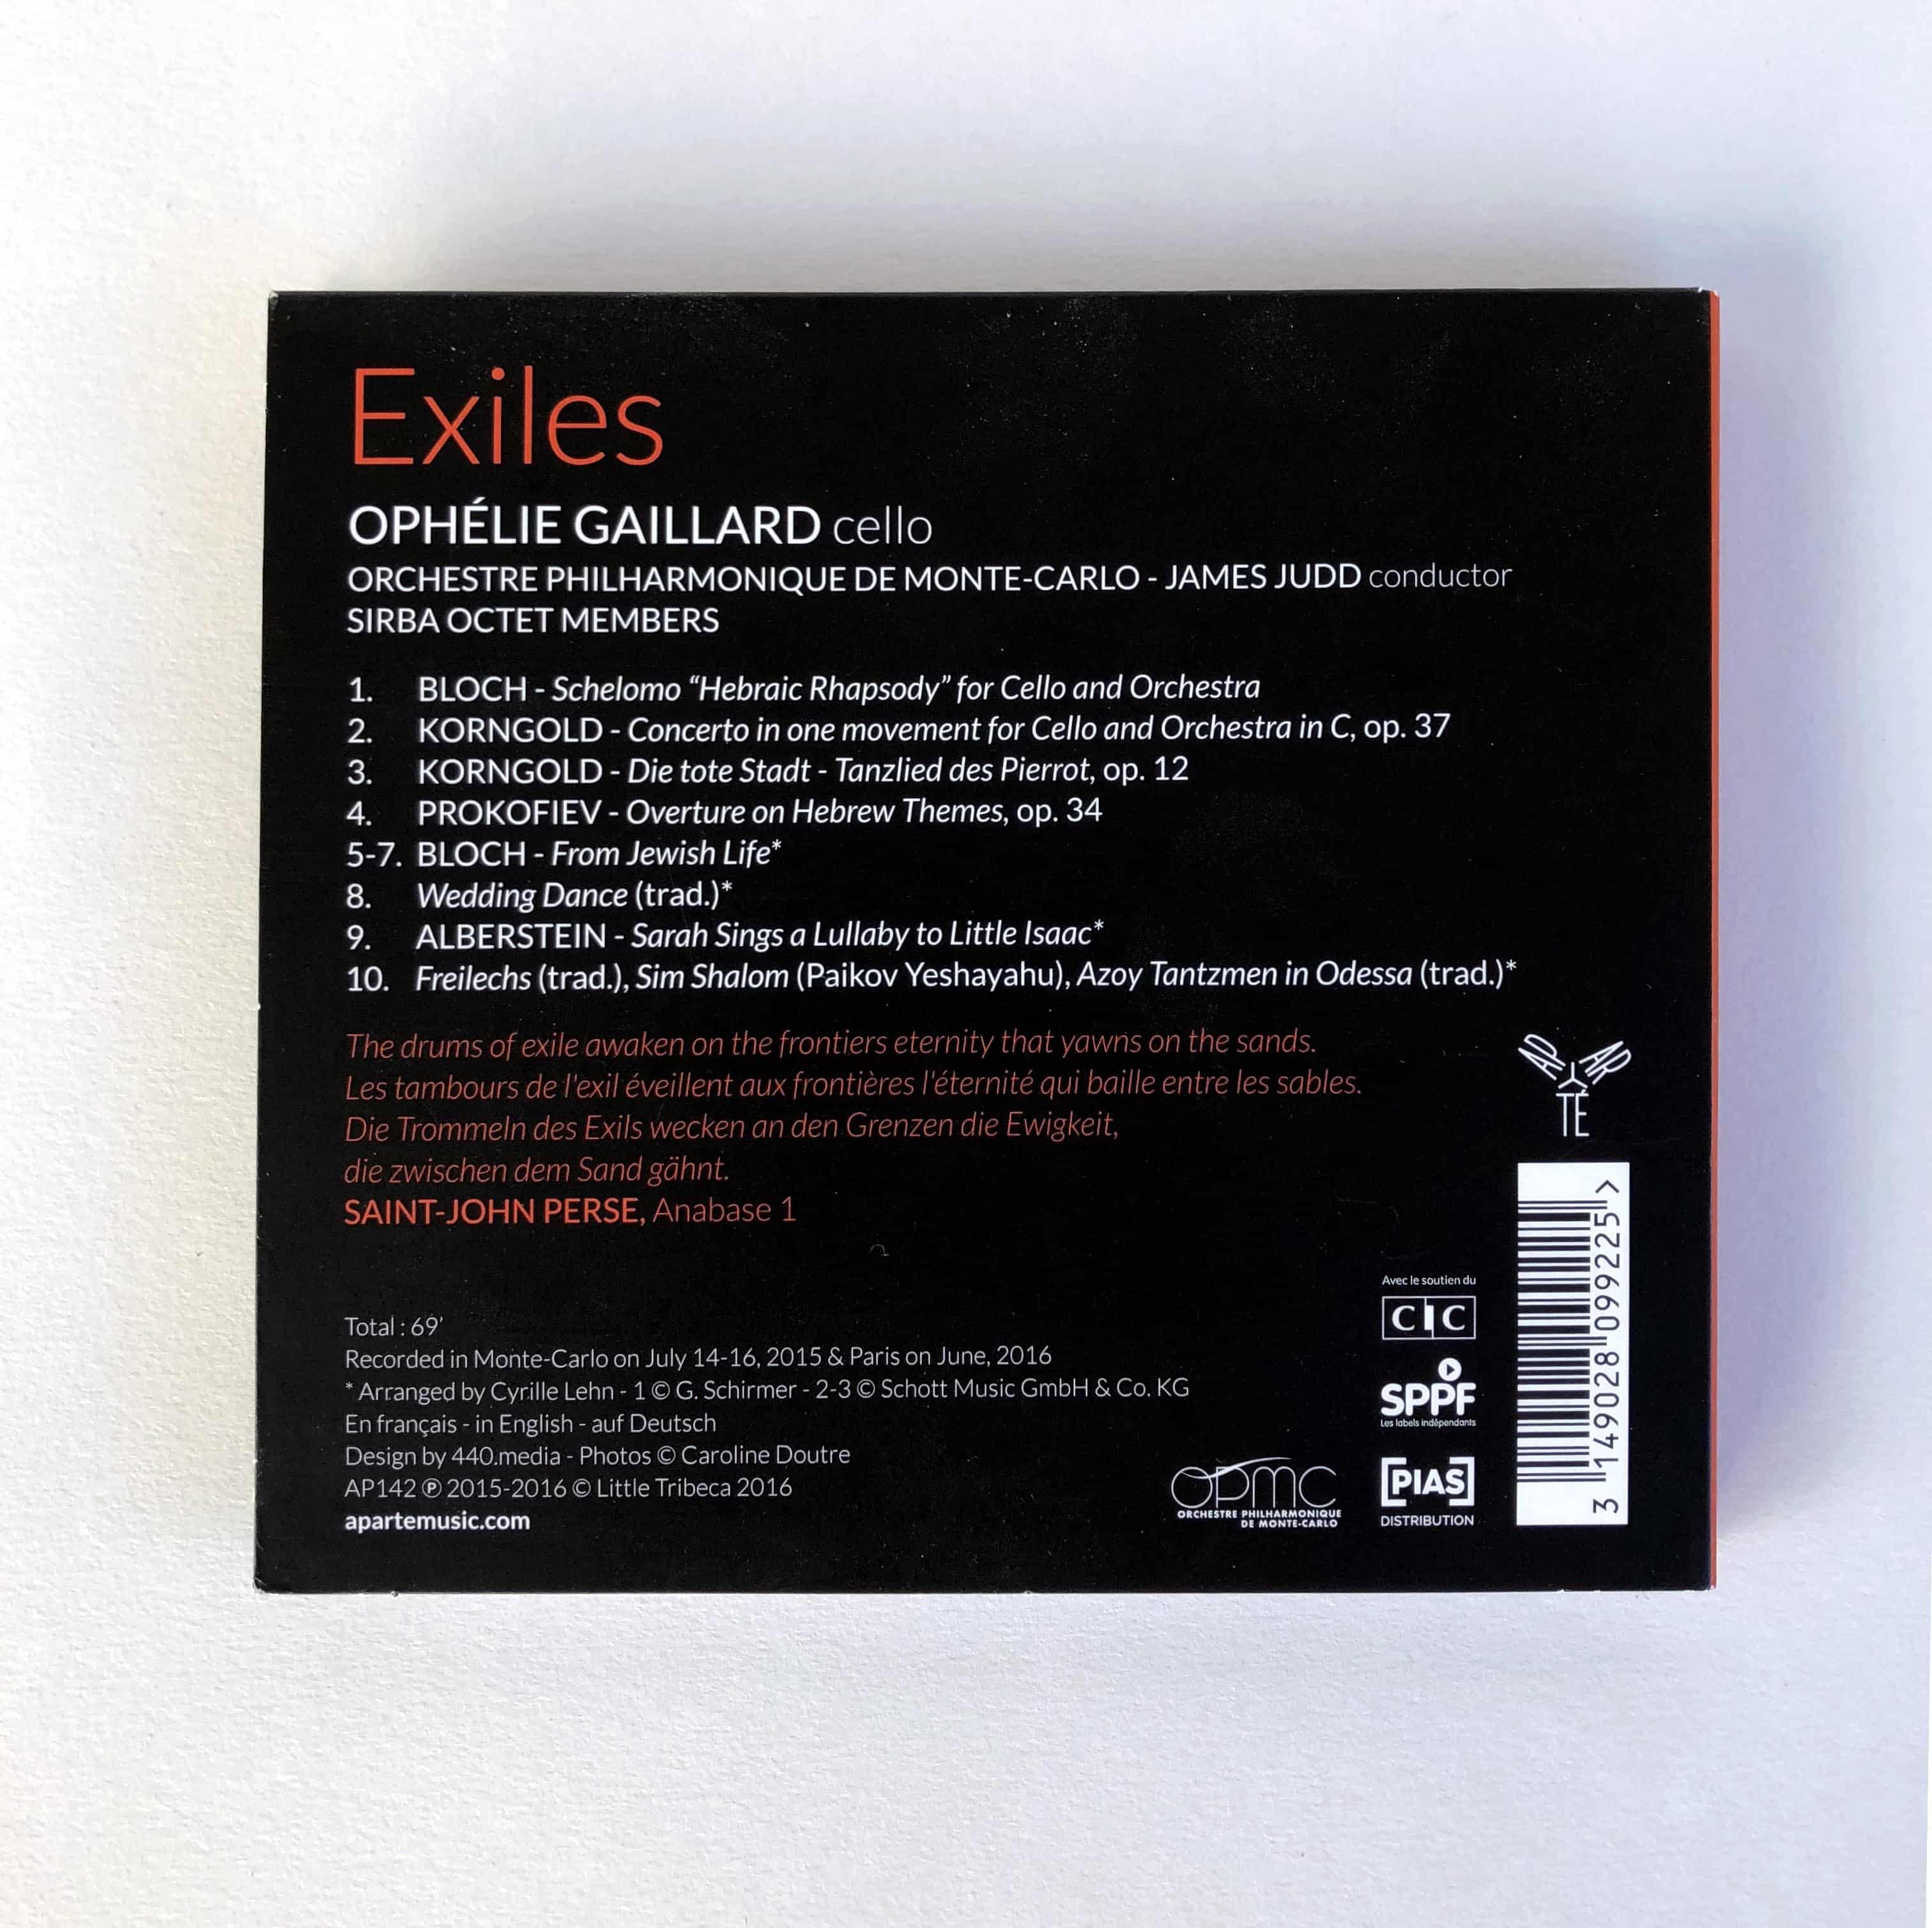 Exiles
OPHÉLIE GAILLARD cello
ORCHESTRE PHILHARMONIQUE DE MONTE-CARLO - JAMES JUDD conductor
SIRBA OCTET MEMBERS
1. BLOCH - Schelomo “Hebraic Rhapsody” for Cello and Orchestra
2. KORNGOLD - Concerto in one movement for Cello and Orchestra in C, op. 37
3. KORNGOLD - Die tote Stadt - Tanzlied des Pierrot, op. 12
4. PROKOFIEV - Overture on Hebrew Themes, op. 34
5-7. BLOCH - From Jewish Life*
8. Wedding Dance (trad.)*
9. ALBERSTEIN - Sarah Sings a Lullaby to Little Isaac*
10. Freilechs (trad.), Sim Shalom (Paikov Yeshayahu), Azoy Tantzmen in Odessa (trad.)*
The drums of exile awaken on the frontiers eternity that yawns on the sands.
Les tambours de l'exil éveillent aux frontières l'éternité qui baille entre les sables.
Die Trommeln des Exils wecken an den Grenzen die Ewigkeit,
die zwischen dem Sand gähnt.
SAINT-JOHN PERSE, Anabase 1
Total : 69'
Recorded in Monte-Carlo on July 14-16, 2015 & Paris on June, 2016
* Arranged by Cyrille Lehn - 1 © G. Schirmer - 2-3 © Schott Music GmbH & Co. KG
En français - in English - auf Deutsch
Design by 440.media - Photos © Caroline Doutre
AP142 ℗ 2015-2016 © Little Tribeca 2016
apartemusic.com
OPMC
ORCHESTRE PHILHARMONIQUE
DE MONTE-CARLO
Avec le soutien du
CIC
SPPF
Les labels indépendants
[PIAS]
DISTRIBUTION
APARTÉ
3 149028 099225 >